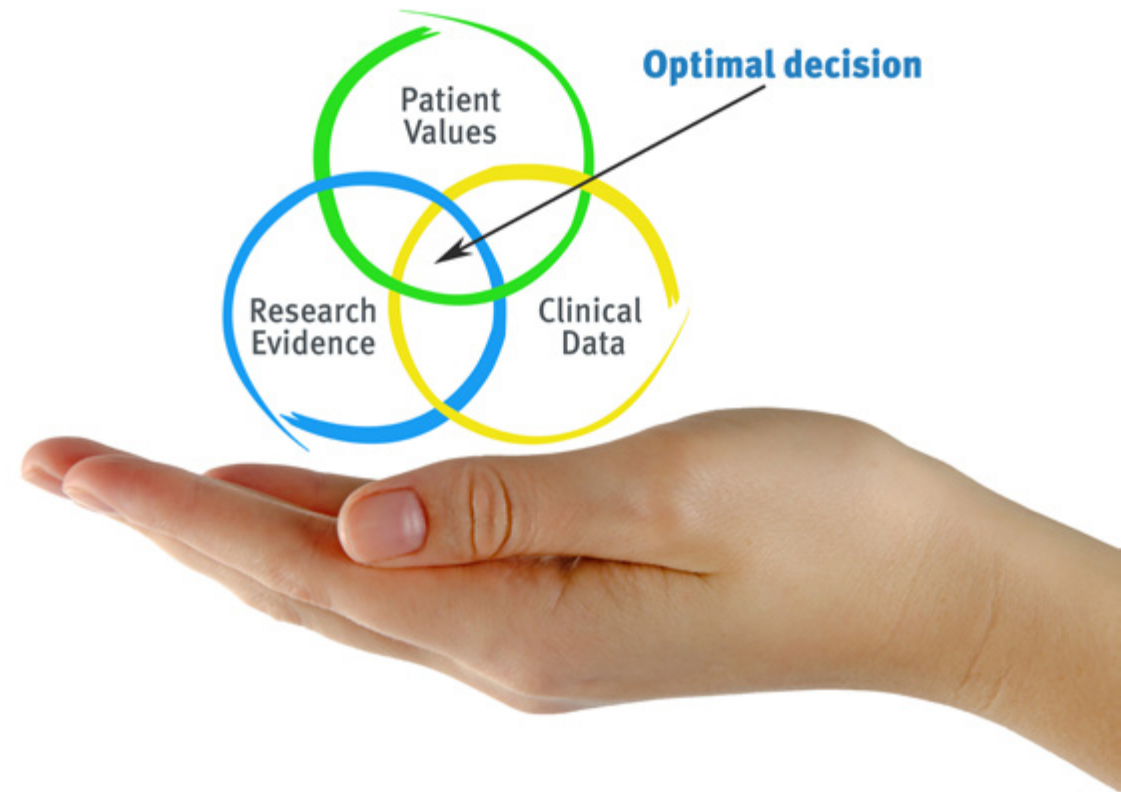 Optimal decision
Patient
Values
Research
Evidence
Clinical
Data